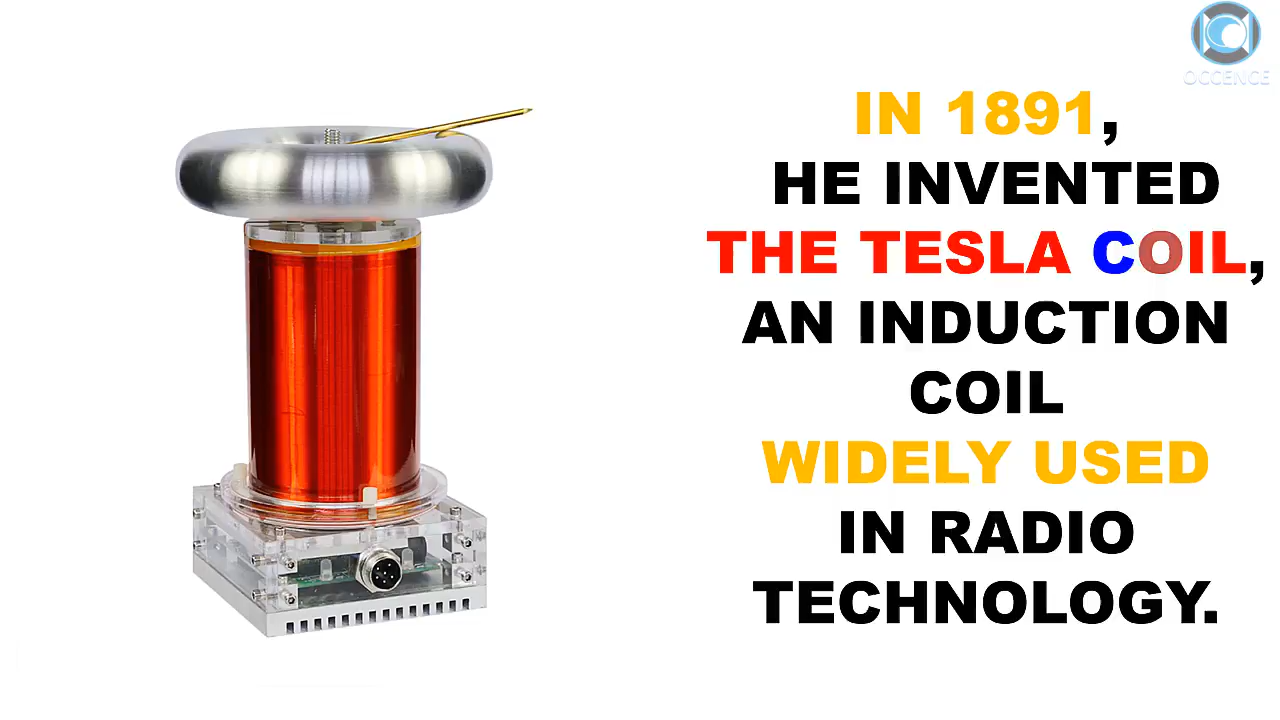 OCCENCE
IN 1891,
HE INVENTED
THE TESLA COIL,
AN INDUCTION
COIL
WIDELY USED
IN RADIO
TECHNOLOGY.